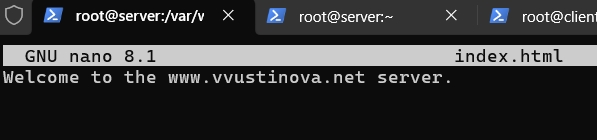 root@server:/var/v
root@server:~
root@client
GNU nano 8.1 index.html
Welcome to the www.vvustinova.net server.